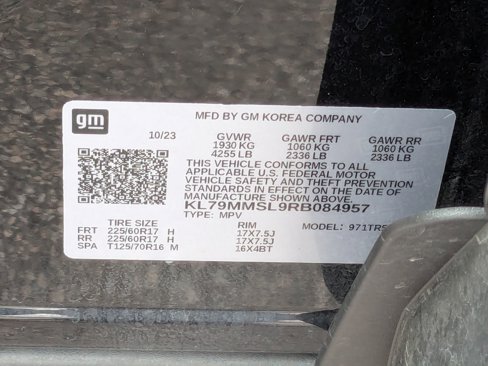 gm
MFD BY GM KOREA COMPANY
10/23 GVWR GAWR FRT GAWR RR
1930 KG 1060 KG 1060 KG
4255 LB 2336 LB 2336 LB
THIS VEHICLE CONFORMS TO ALL
APPLICABLE U.S. FEDERAL MOTOR
VEHICLE SAFETY AND THEFT PREVENTION
STANDARDS IN EFFECT ON THE DATE OF
MANUFACTURE SHOWN ABOVE.
KL79MMSL9RB084957
TYPE: MPV MODEL:
TIRE SIZE RIM
FRT 225/60R17 H 17X7.5J
RR 225/60R17 H 17X7.5J
SPA T125/70R16 M 16X4BT